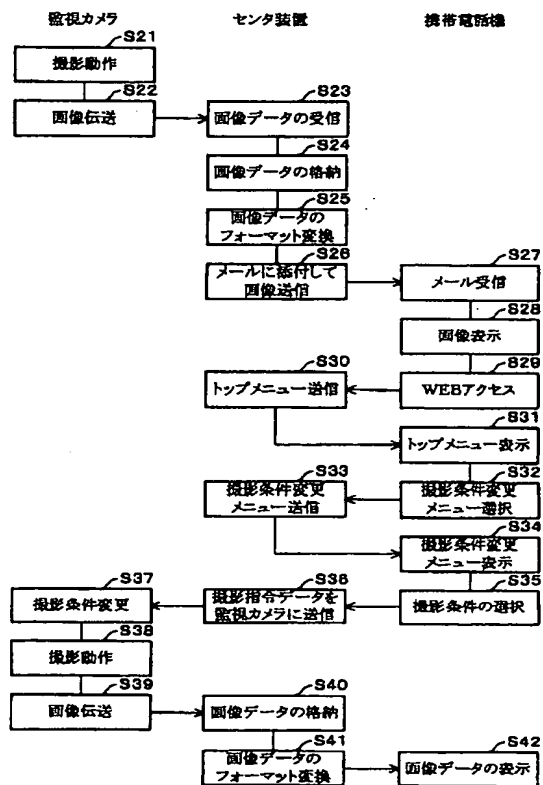 監視カメラ
センタ装置
携帯電話機
S21
撮影動作
S22
画像伝送
S23
画像データの受信
S24
画像データの格納
S25
画像データの
フォーマット変換
S26
メールに添付して
画像送信
S27
メール受信
S28
画像表示
S29
WEBアクセス
S30
トップメニュー送信
S31
トップメニュー表示
S32
撮影条件変更
メニュー選択
S33
撮影条件変更
メニュー送信
S34
撮影条件変更
メニュー表示
S35
撮影条件の選択
S36
撮影指令データを
監視カメラに送信
S37
撮影条件変更
S38
撮影動作
S39
画像伝送
S40
画像データの格納
S41
画像データの
フォーマット変換
S42
画像データの表示